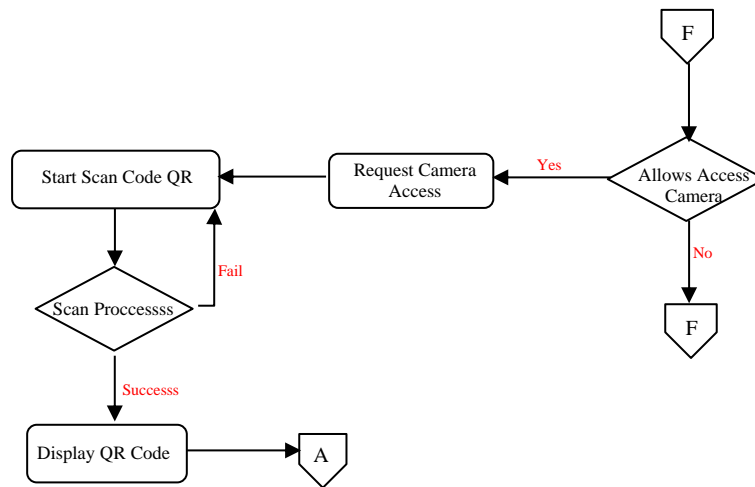 F
Allows Access
Camera
Yes
Request Camera
Access
Start Scan Code QR
No
F
Fail
Scan Proccessss
Successs
Display QR Code
A